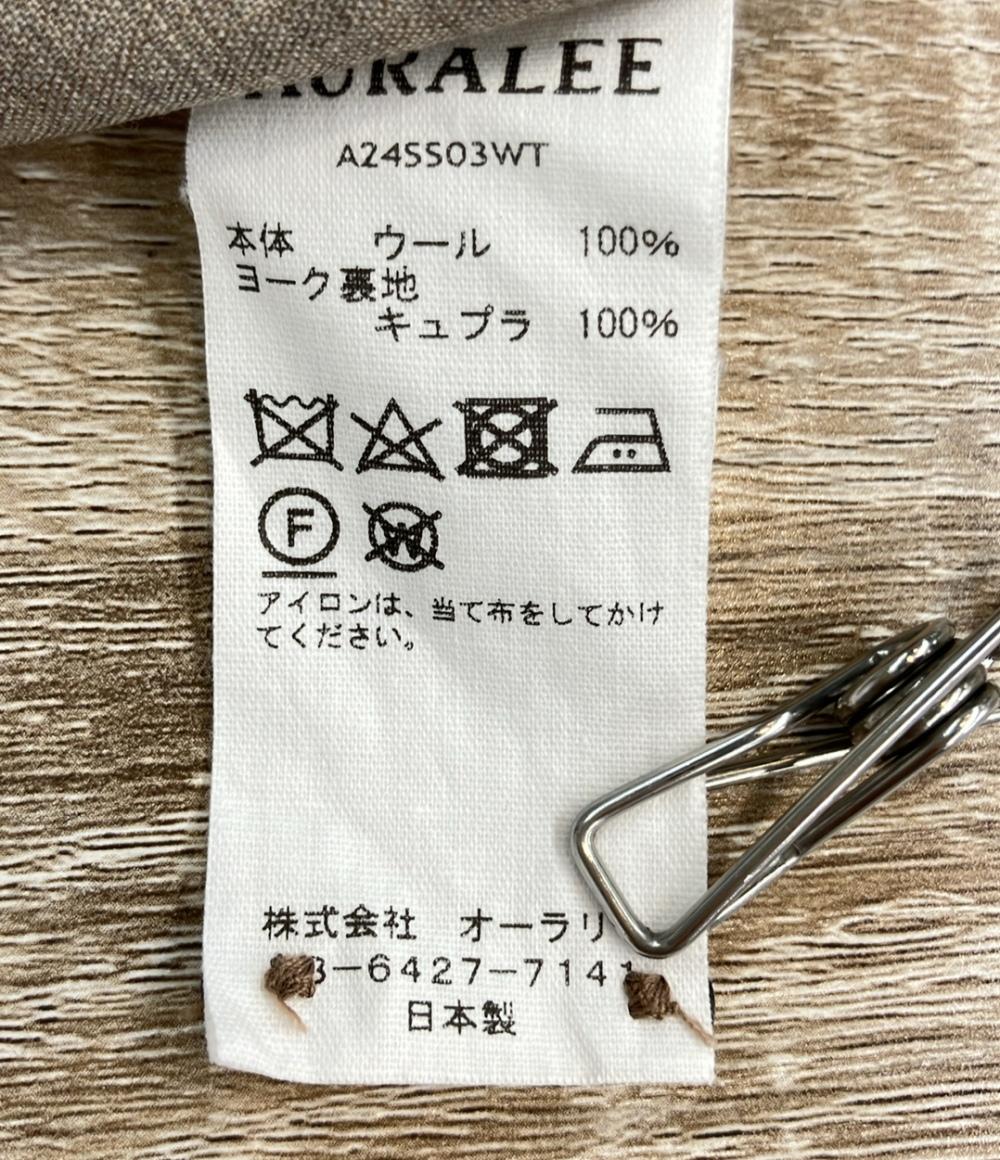 AURALEE
A24SS03WT
本体 ウール 100%
ヨーク裏地
キュプラ 100%
F
W
アイロンは、当て布をしてかけ
てください。
株式会社 オーラリ
3-6427-7141
日本製